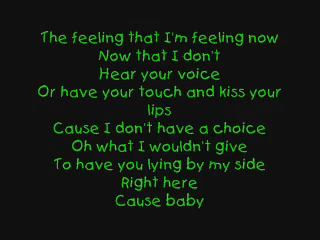 The feeling that I'm feeling now
Now that I don't
Hear your voice
Or have your touch and kiss your
lips
Cause I don't have a choice
Oh what I wouldn't give
To have you lying by my side
Right here
Cause baby